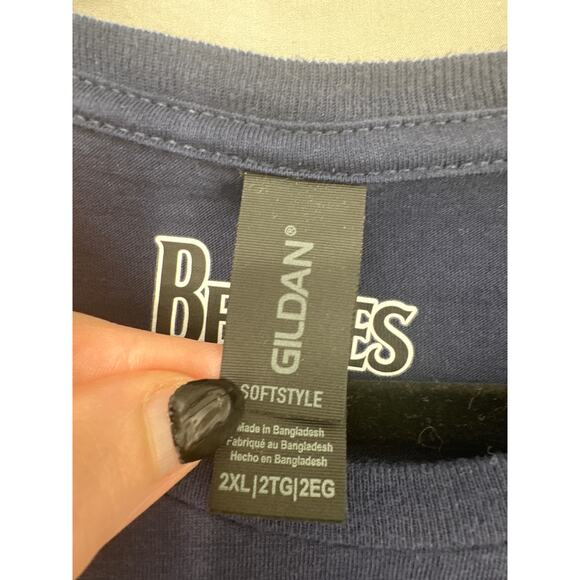 GILDAN®
SOFTSTYLE
Made in Bangladesh
Fabriqué au Bangladesh
Hecho en Bangladesh
2XL|2TG|2EG